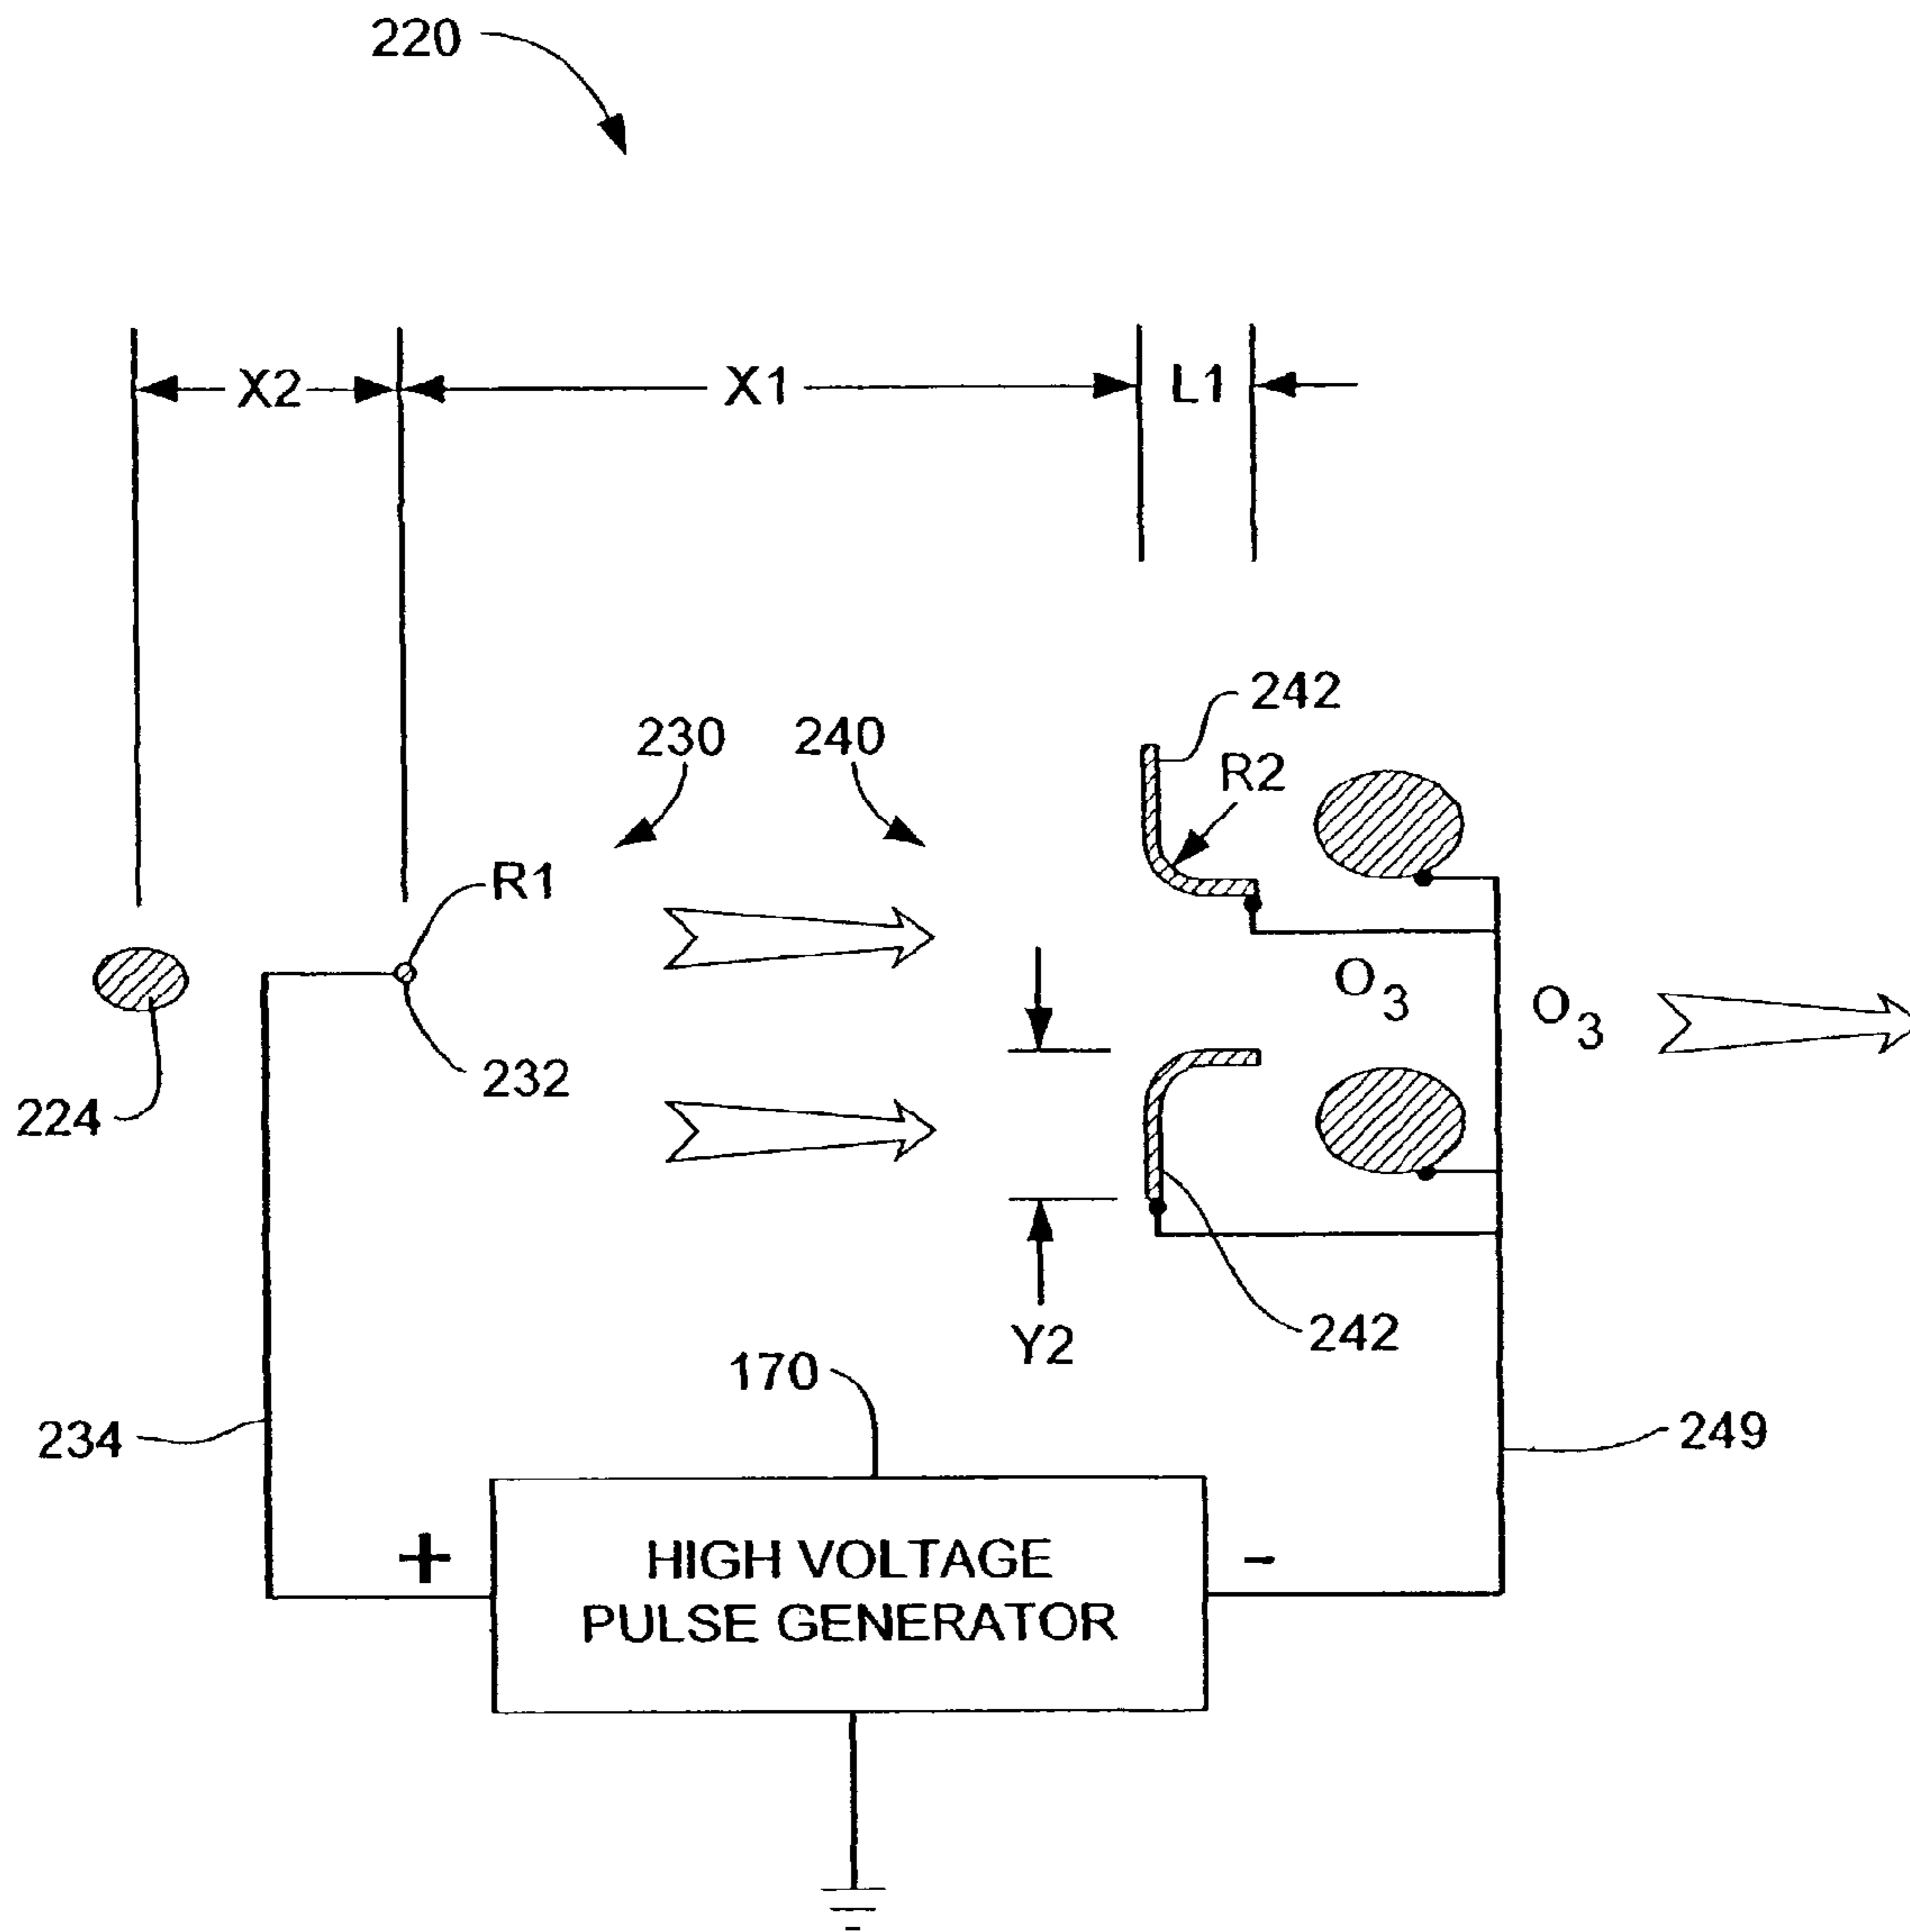 220
X2
X1
L1
242
230
240
R2
R1
O3
O3
232
224
242
Y2
170
234
249
+
-
HIGH VOLTAGE
PULSE GENERATOR